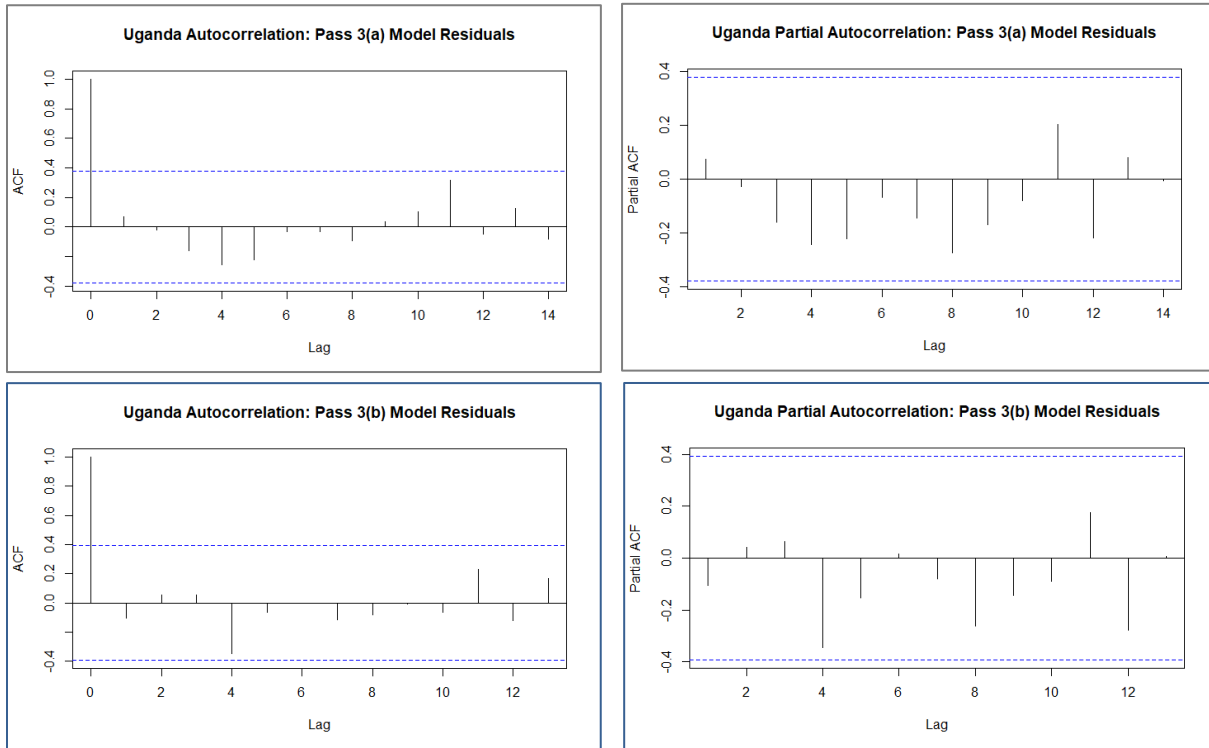 Uganda Autocorrelation: Pass 3(a) Model Residuals
ACF
1.0
0.8
0.6
0.4
0.2
0.0
-0.4
0 2 4 6 8 10 12 14
Lag
Uganda Partial Autocorrelation: Pass 3(a) Model Residuals
Partial ACF
0.4
0.2
0.0
-0.2
-0.4
2 4 6 8 10 12 14
Lag
Uganda Autocorrelation: Pass 3(b) Model Residuals
ACF
1.0
0.8
0.6
0.4
0.2
0.0
-0.4
0 2 4 6 8 10 12
Lag
Uganda Partial Autocorrelation: Pass 3(b) Model Residuals
Partial ACF
0.4
0.2
0.0
-0.2
-0.4
2 4 6 8 10 12
Lag